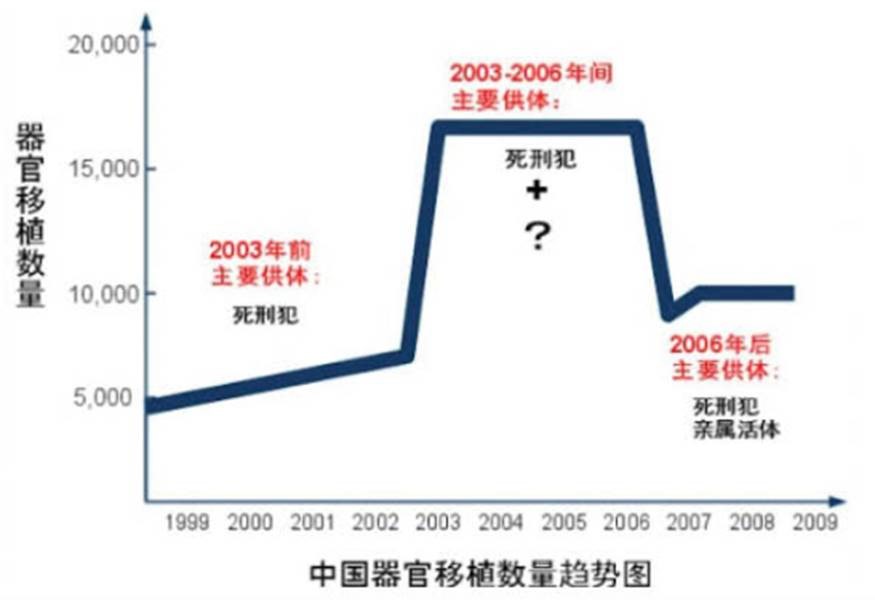 20,000
15,000
10,000
5,000
器官移植数量
2003年前
主要供体：
死刑犯
2003-2006年间
主要供体：
死刑犯
+
?
2006年后
主要供体：
死刑犯
亲属活体
1999 2000 2001 2002 2003 2004 2005 2006 2007 2008 2009
中国器官移植数量趋势图